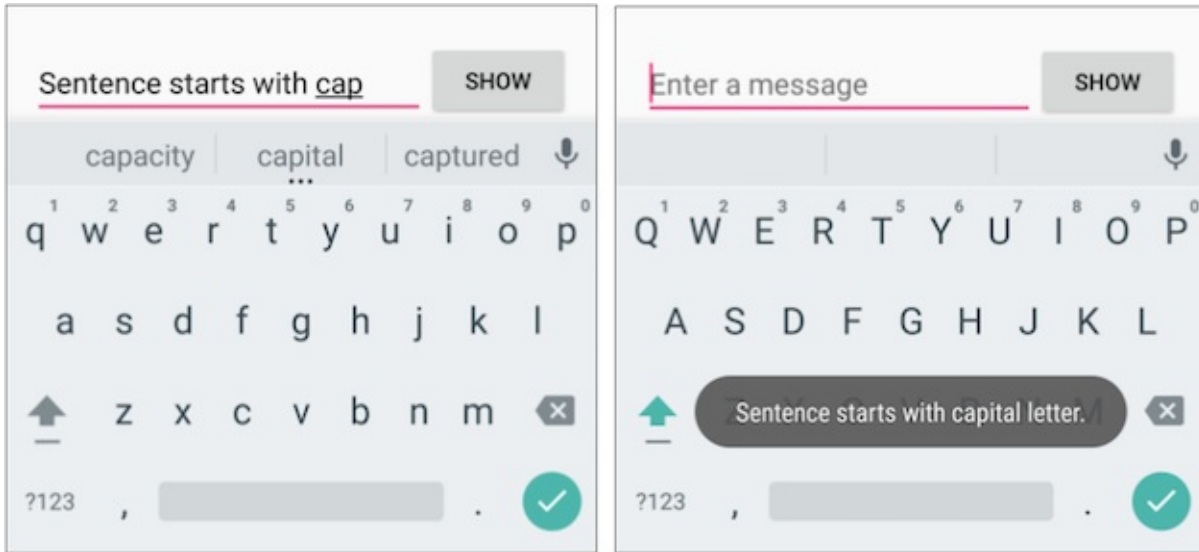 Sentence starts with cap SHOW
capacity capital captured
...
1 2 3 4 5 6 7 8 9 0
q w e r t y u i o p
a s d f g h j k l
z x c v b n m
?123 , .
Enter a message SHOW
1 2 3 4 5 6 7 8 9 0
Q W E R T Y U I O P
A S D F G H J K L
Sentence starts with capital letter.
?123 , .